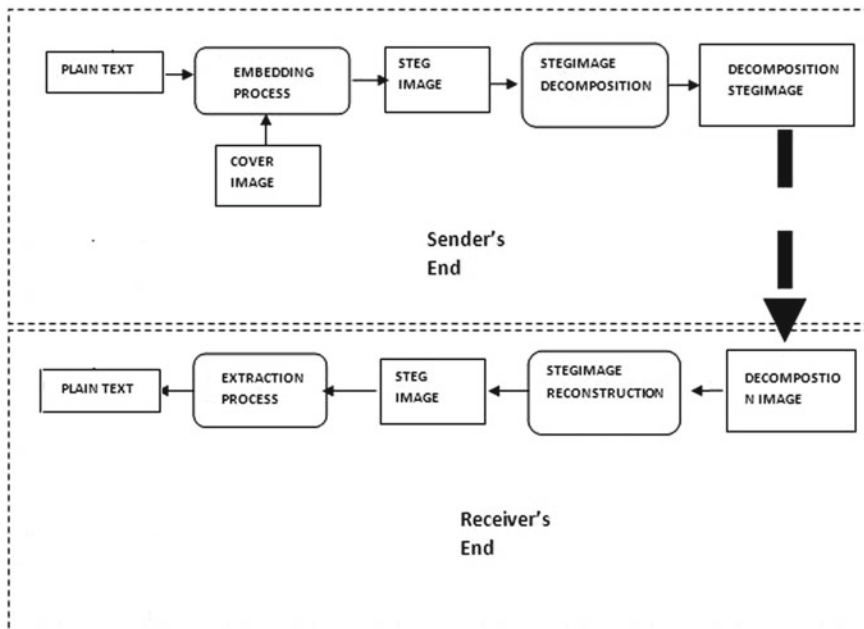 PLAIN TEXT
EMBEDDING
PROCESS
STEG
IMAGE
STEGIMAGE
DECOMPOSITION
DECOMPOSITION
STEGIMAGE
COVER
IMAGE
Sender's
End
PLAIN TEXT
EXTRACTION
PROCESS
STEG
IMAGE
STEGIMAGE
RECONSTRUCTION
DECOMPOSTIO
N IMAGE
Receiver's
End